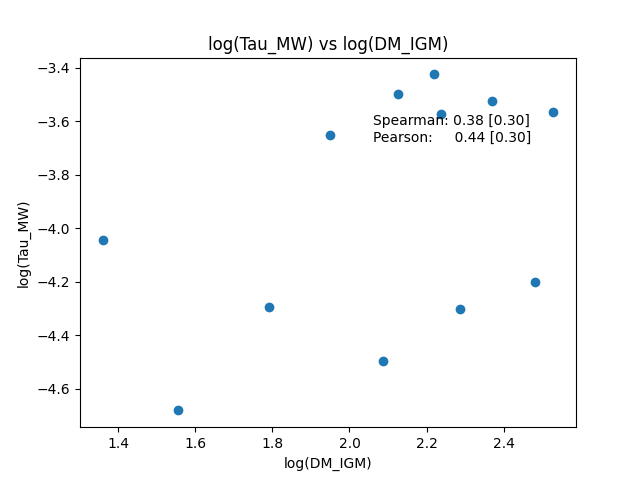 log(Tau_MW) vs log(DM_IGM)
−3.4
−3.6
−3.8
−4.0
−4.2
−4.4
−4.6
log(Tau_MW)
Spearman: 0.38 [0.30]
Pearson: 0.44 [0.30]
1.4 1.6 1.8 2.0 2.2 2.4
log(DM_IGM)